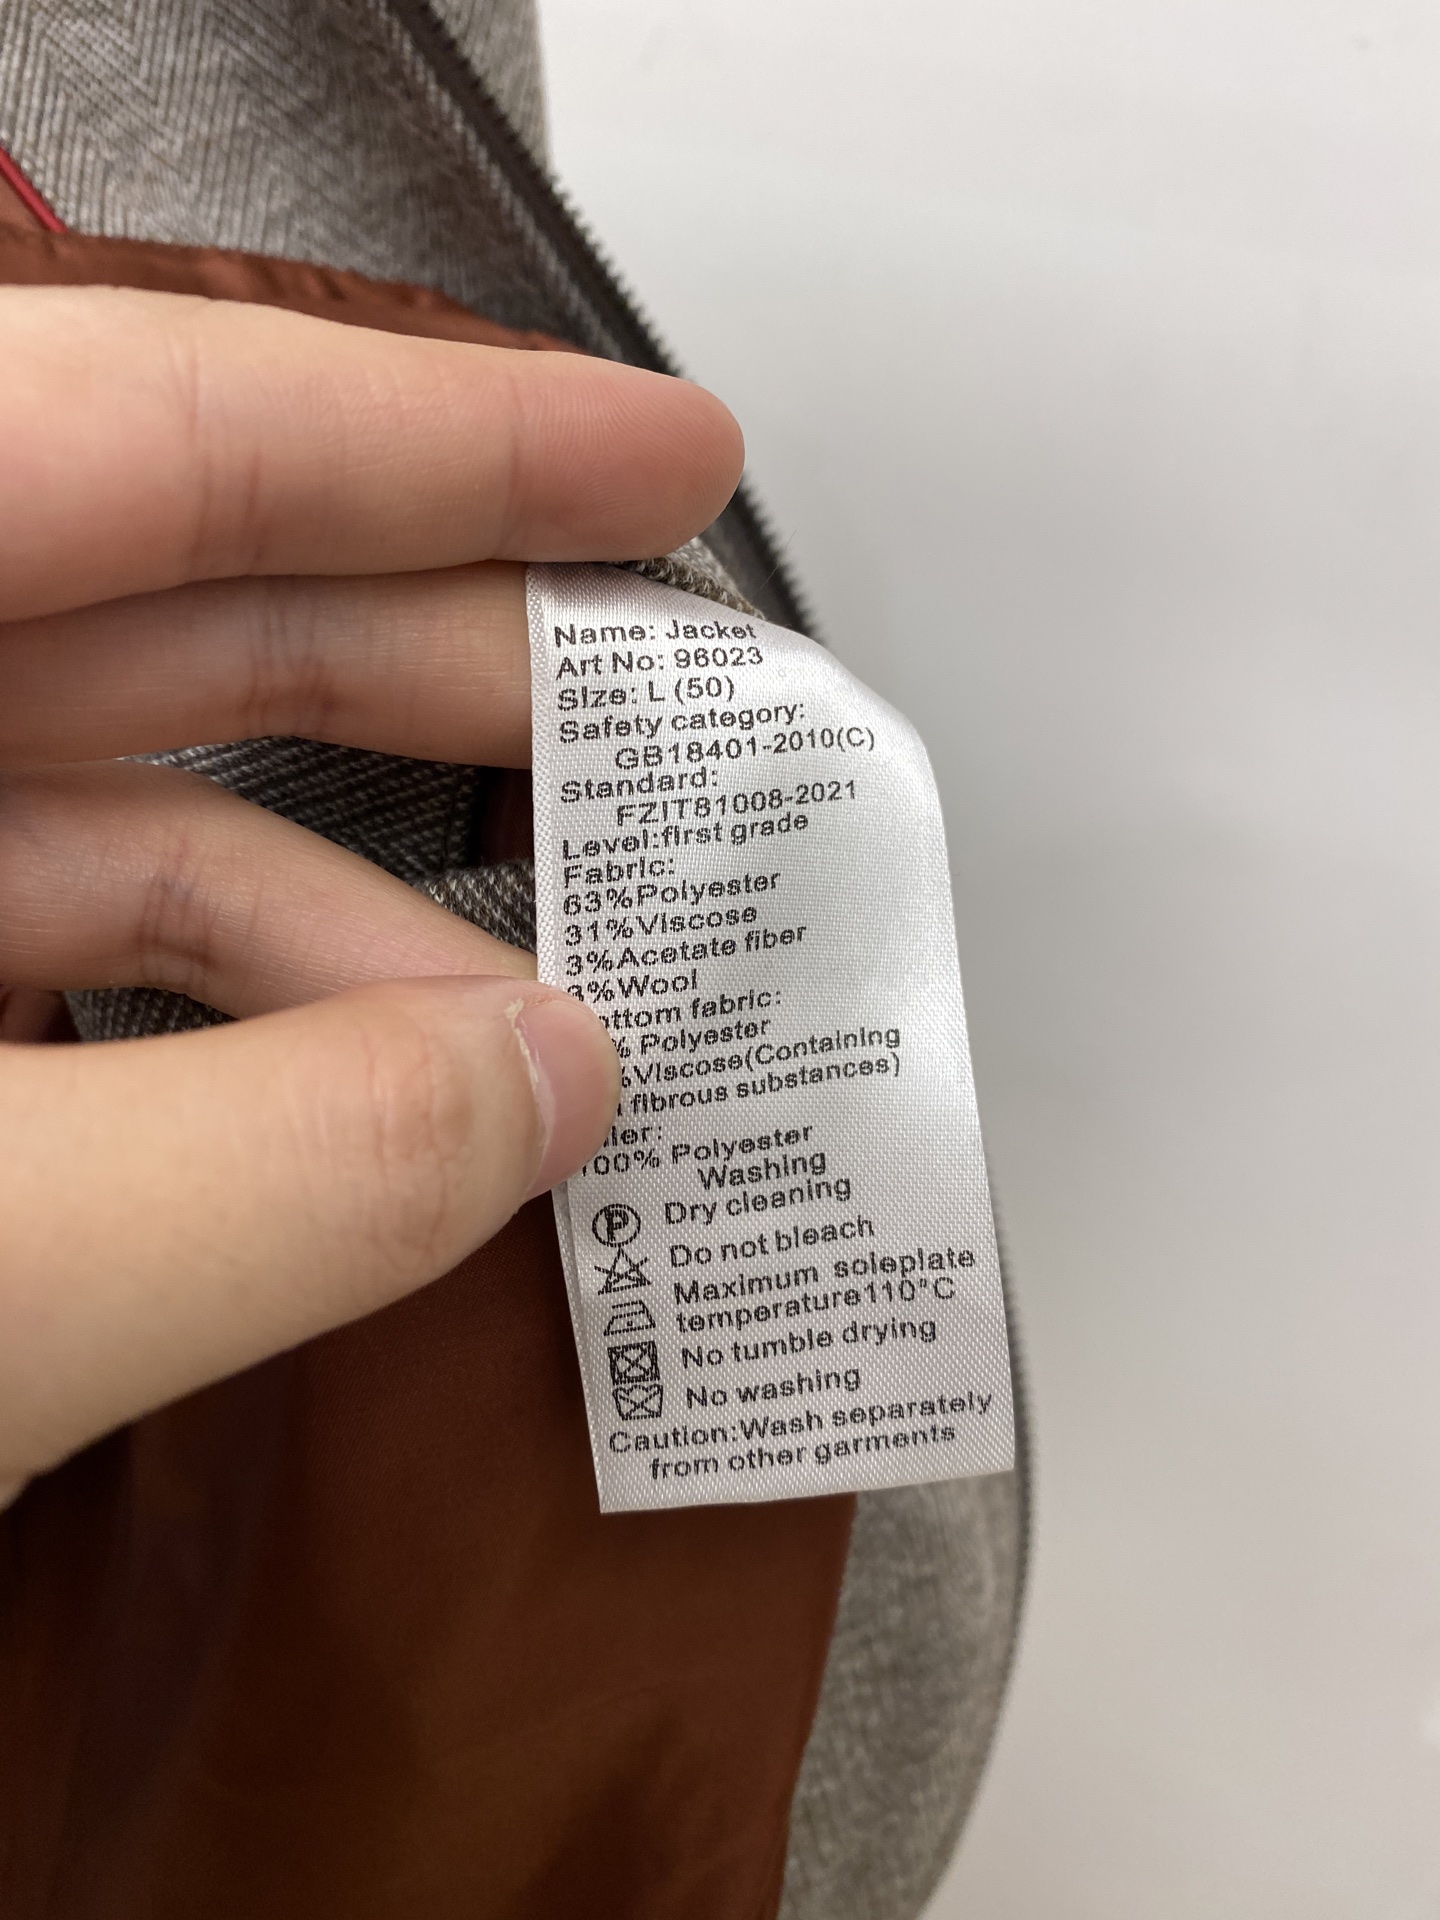 Name: Jacket
Art No: 96023
Size: L (50)
Safety category:
GB18401-2010(C)
Standard:
FZIT81008-2021
Level:first grade
Fabric:
63%Polyester
31%Viscose
3%Acetate fiber
3%Wool
fabric:
Polyester
Viscose(Containing
fibrous substances)
100% Polyester
Washing
P
Dry cleaning
Do not bleach
Maximum soleplate
temperature110°C
No tumble drying
No washing
Caution:Wash separately
from other garments